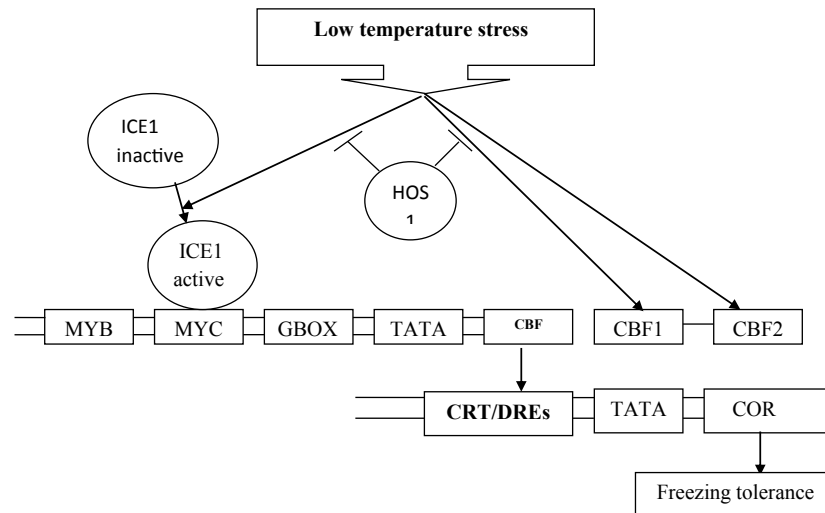 Low temperature stress
ICE1
inactive
HOS
1
ICE1
active
MYB
MYC
GBOX
TATA
CBF
CBF1
CBF2
CRT/DREs
TATA
COR
Freezing tolerance